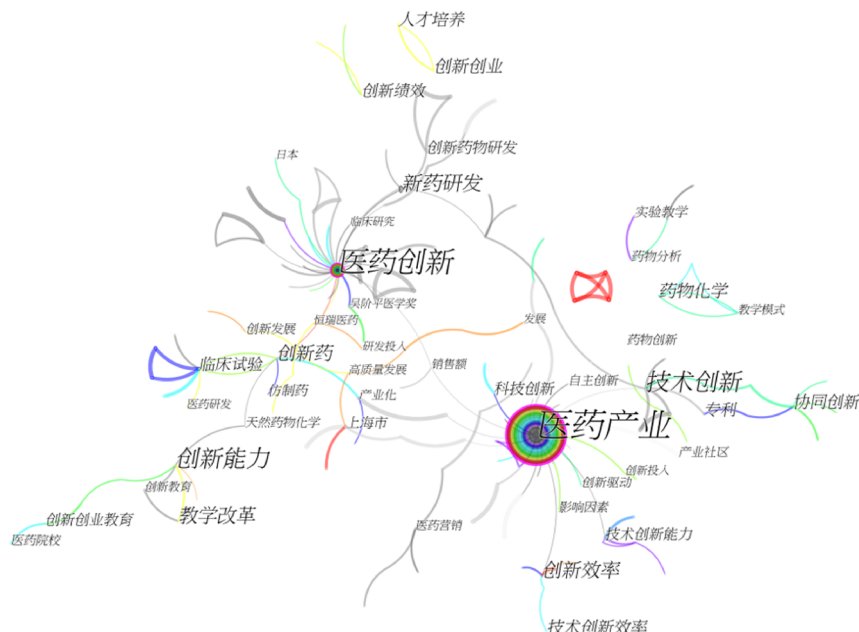 人才培养
创新创业
创新绩效
创新药物研发
日本
新药研发
实验教学
临床研究
药物分析
医药创新
药物化学
吴阶平医学奖
教学模式
创新发展
恒瑞医药
发展
药物创新
研发投入
创新药
临床试验
高质量发展
销售额
科技创新
自主创新
技术创新
仿制药
产业化
医药研发
专利
协同创新
天然药物化学
上海市
医药产业
产业社区
创新能力
创新投入
创新教育
创新驱动
影响因素
教学改革
创新创业教育
医药营销
技术创新能力
医药院校
创新效率
技术创新效率